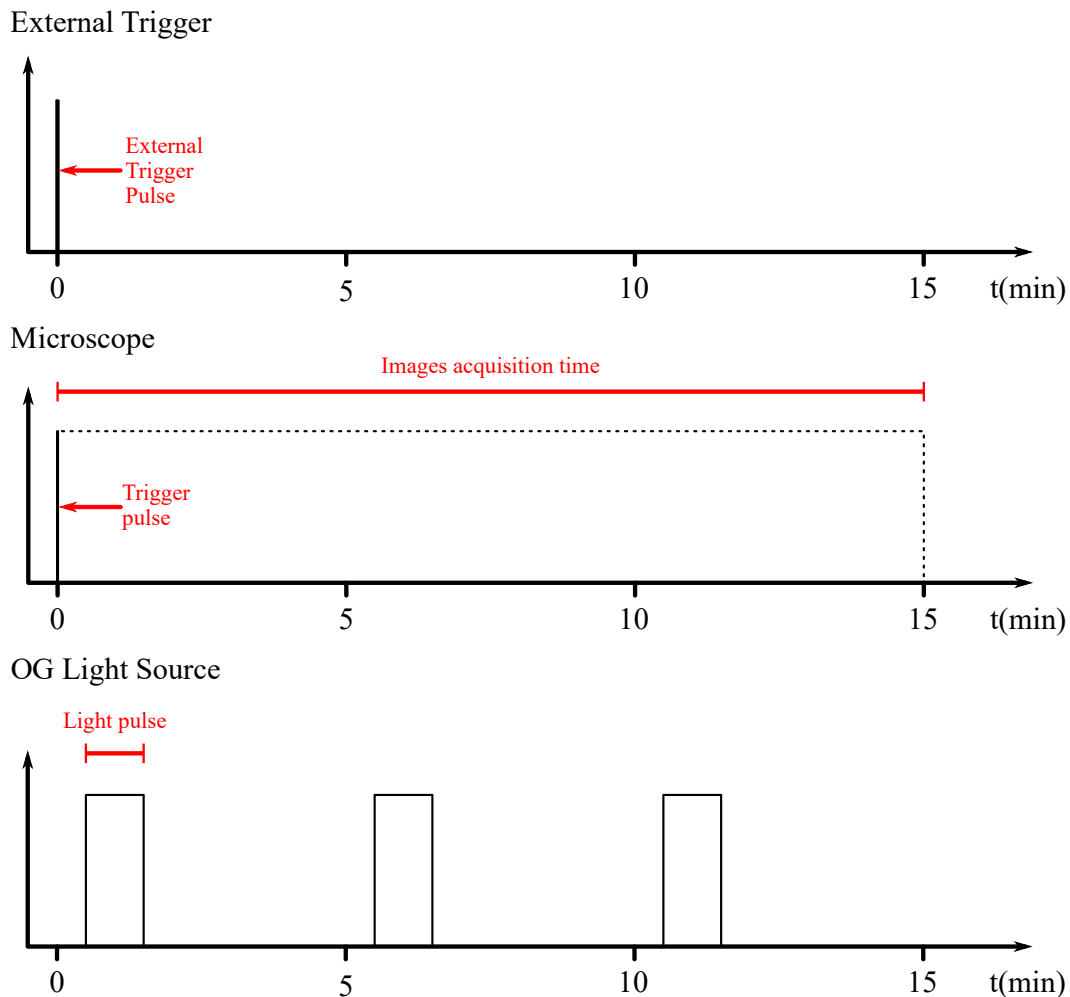 External Trigger
External
Trigger
Pulse
0 5 10 15 t(min)
Microscope
Images acquisition time
Trigger
pulse
0 5 10 15 t(min)
OG Light Source
Light pulse
0 5 10 15 t(min)